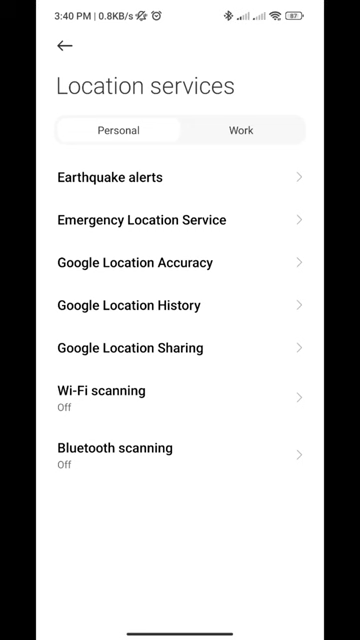 3:40 PM | 0.8KB/s
87
Location services
Personal
Work
Earthquake alerts
Emergency Location Service
Google Location Accuracy
Google Location History
Google Location Sharing
Wi-Fi scanning
Off
Bluetooth scanning
Off